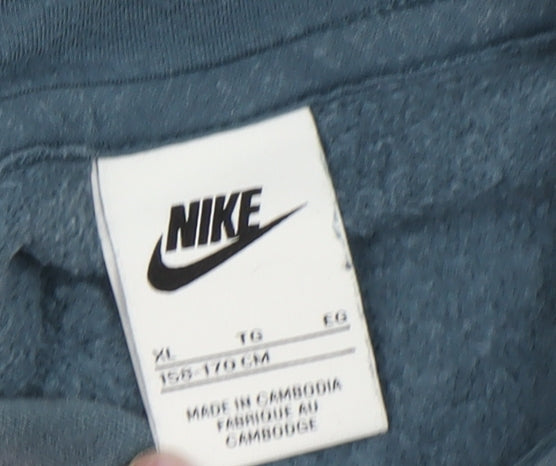 NIKE
XL TG EG
158-170 CM
MADE IN CAMBODIA
FABRIQUE AU
CAMBODGE